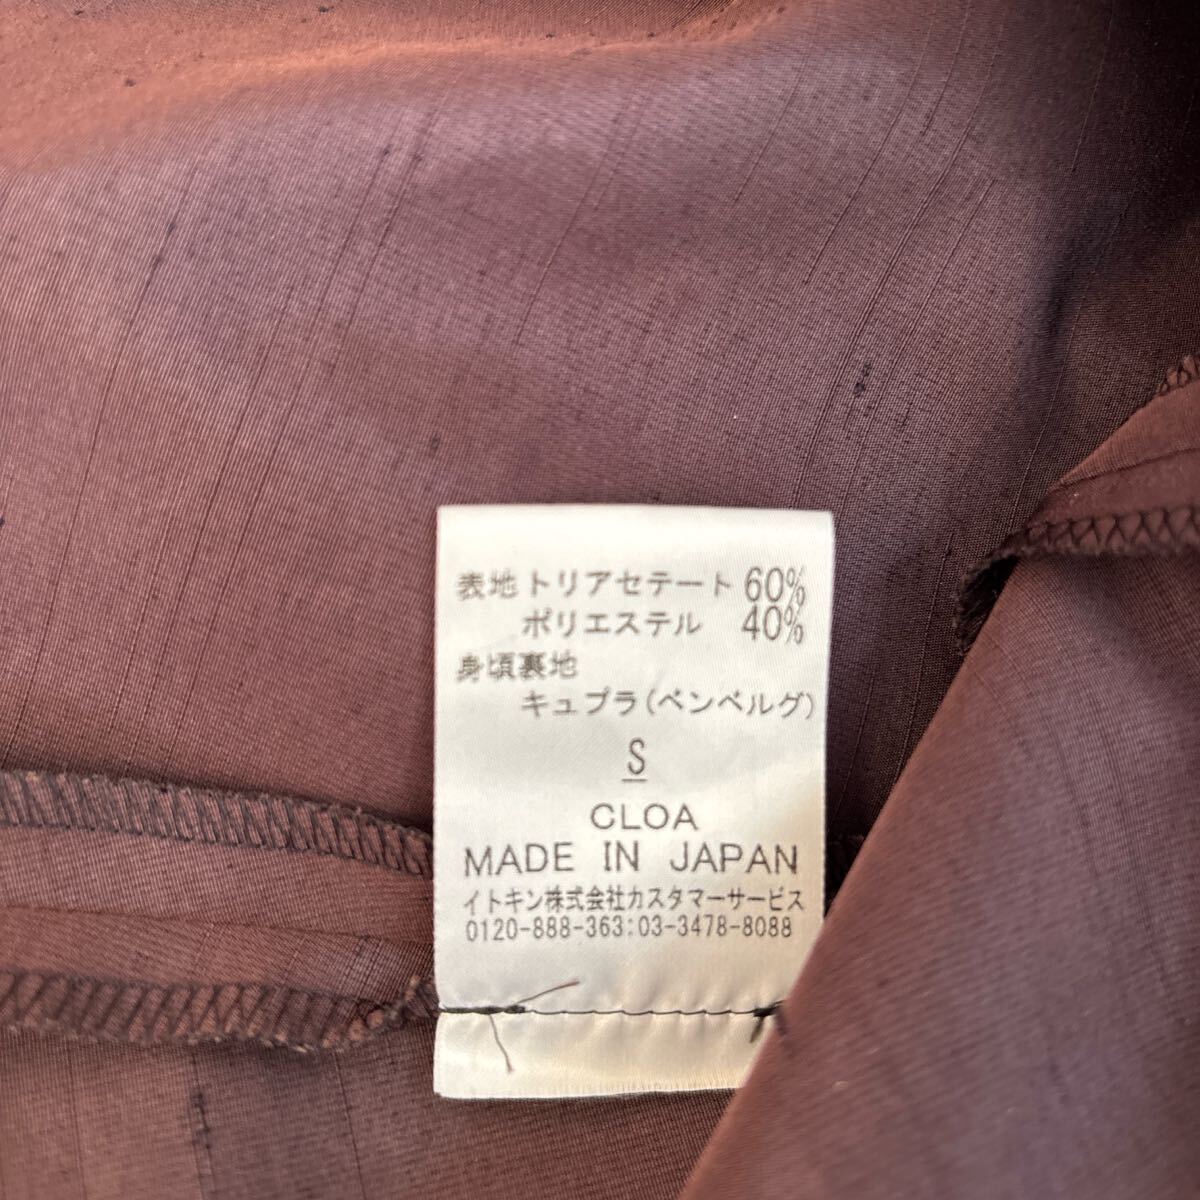 表地 トリアセテート 60%
ポリエステル 40%
身頃裏地
キュプラ(ベンベルグ)
S
CLOA
MADE IN JAPAN
イトキン株式会社カスタマーサービス
0120-888-363:03-3478-8088